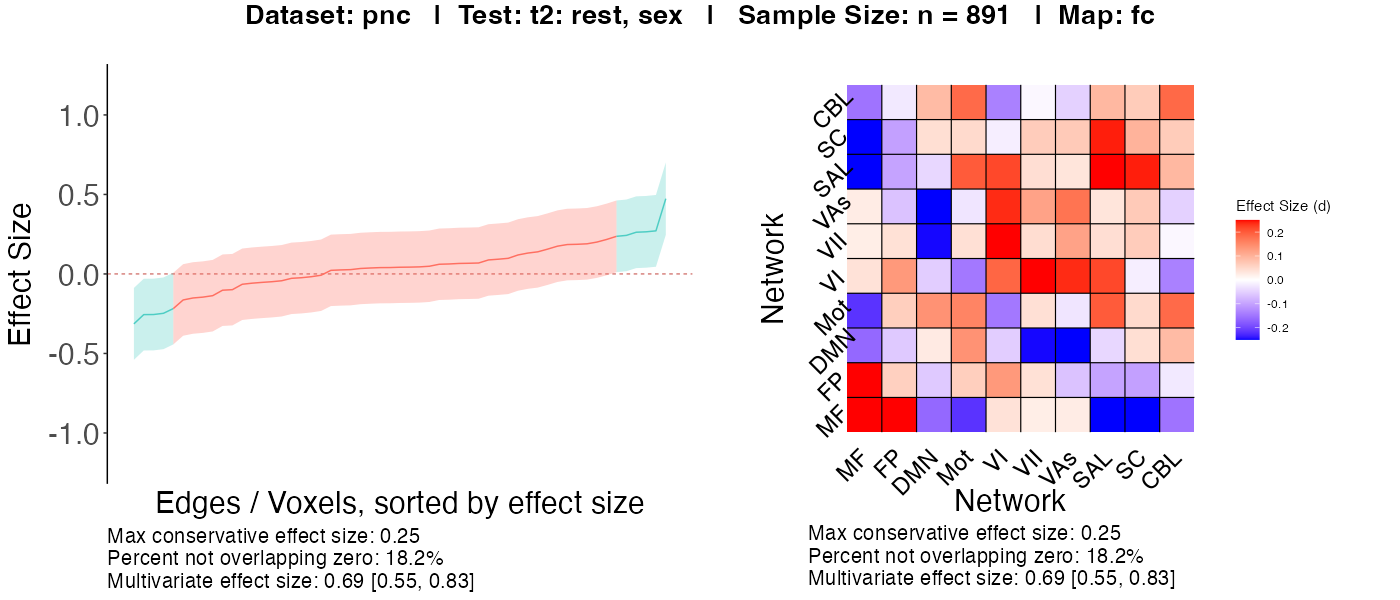 Dataset: pnc | Test: t2: rest, sex | Sample Size: n = 891 | Map: fc
Effect Size
1.0
0.5
0.0
-0.5
-1.0
Edges / Voxels, sorted by effect size
Max conservative effect size: 0.25
Percent not overlapping zero: 18.2%
Multivariate effect size: 0.69 [0.55, 0.83]
Network
CBL
SC
SAL
VAs
VII
VI
Mot
DMN
FP
MF
MF
FP
DMN
Mot
VI
VII
VAs
SAL
SC
CBL
Network
Max conservative effect size: 0.25
Percent not overlapping zero: 18.2%
Multivariate effect size: 0.69 [0.55, 0.83]
Effect Size (d)
0.2
0.1
0.0
-0.1
-0.2